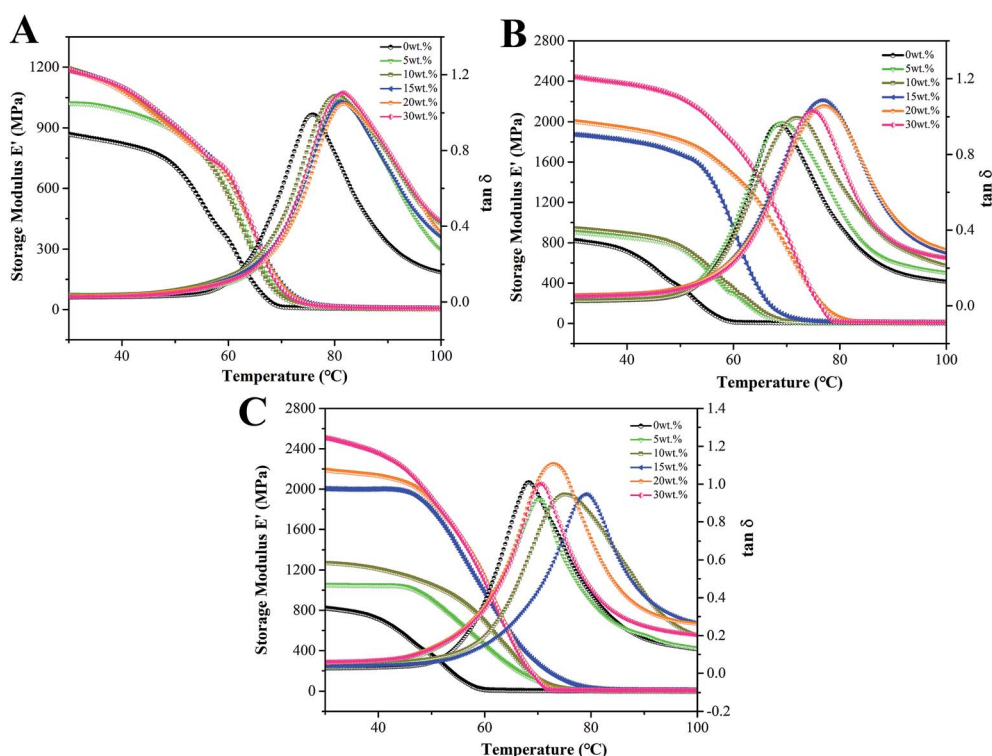 A
1200
900
600
300
0
Storage Modulus E' (MPa)
40
60
80
100
Temperature (℃)
1.2
0.8
0.4
0.0
tan δ
0wt.%
5wt.%
10wt.%
15wt.%
20wt.%
30wt.%
B
2800
2400
2000
1600
1200
800
400
0
Storage Modulus E' (MPa)
40
60
80
100
Temperature (℃)
1.2
0.8
0.4
0.0
tan δ
0wt.%
5wt.%
10wt.%
15wt.%
20wt.%
30wt.%
C
2800
2400
2000
1600
1200
800
400
0
Storage Modulus E' (MPa)
40
60
80
100
Temperature (℃)
1.4
1.2
1.0
0.8
0.6
0.4
0.2
0.0
-0.2
tan δ
0wt.%
5wt.%
10wt.%
15wt.%
20wt.%
30wt.%